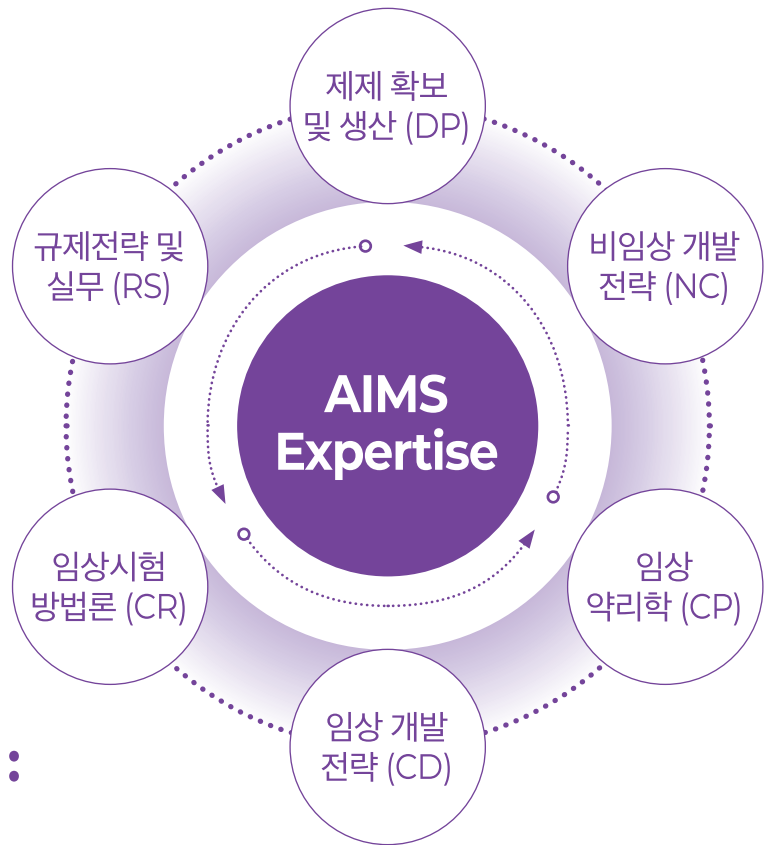 제제 확보
및 생산 (DP)
규제전략 및
실무 (RS)
비임상 개발
전략 (NC)
AIMS
Expertise
임상시험
방법론 (CR)
임상
약리학 (CP)
임상 개발
전략 (CD)